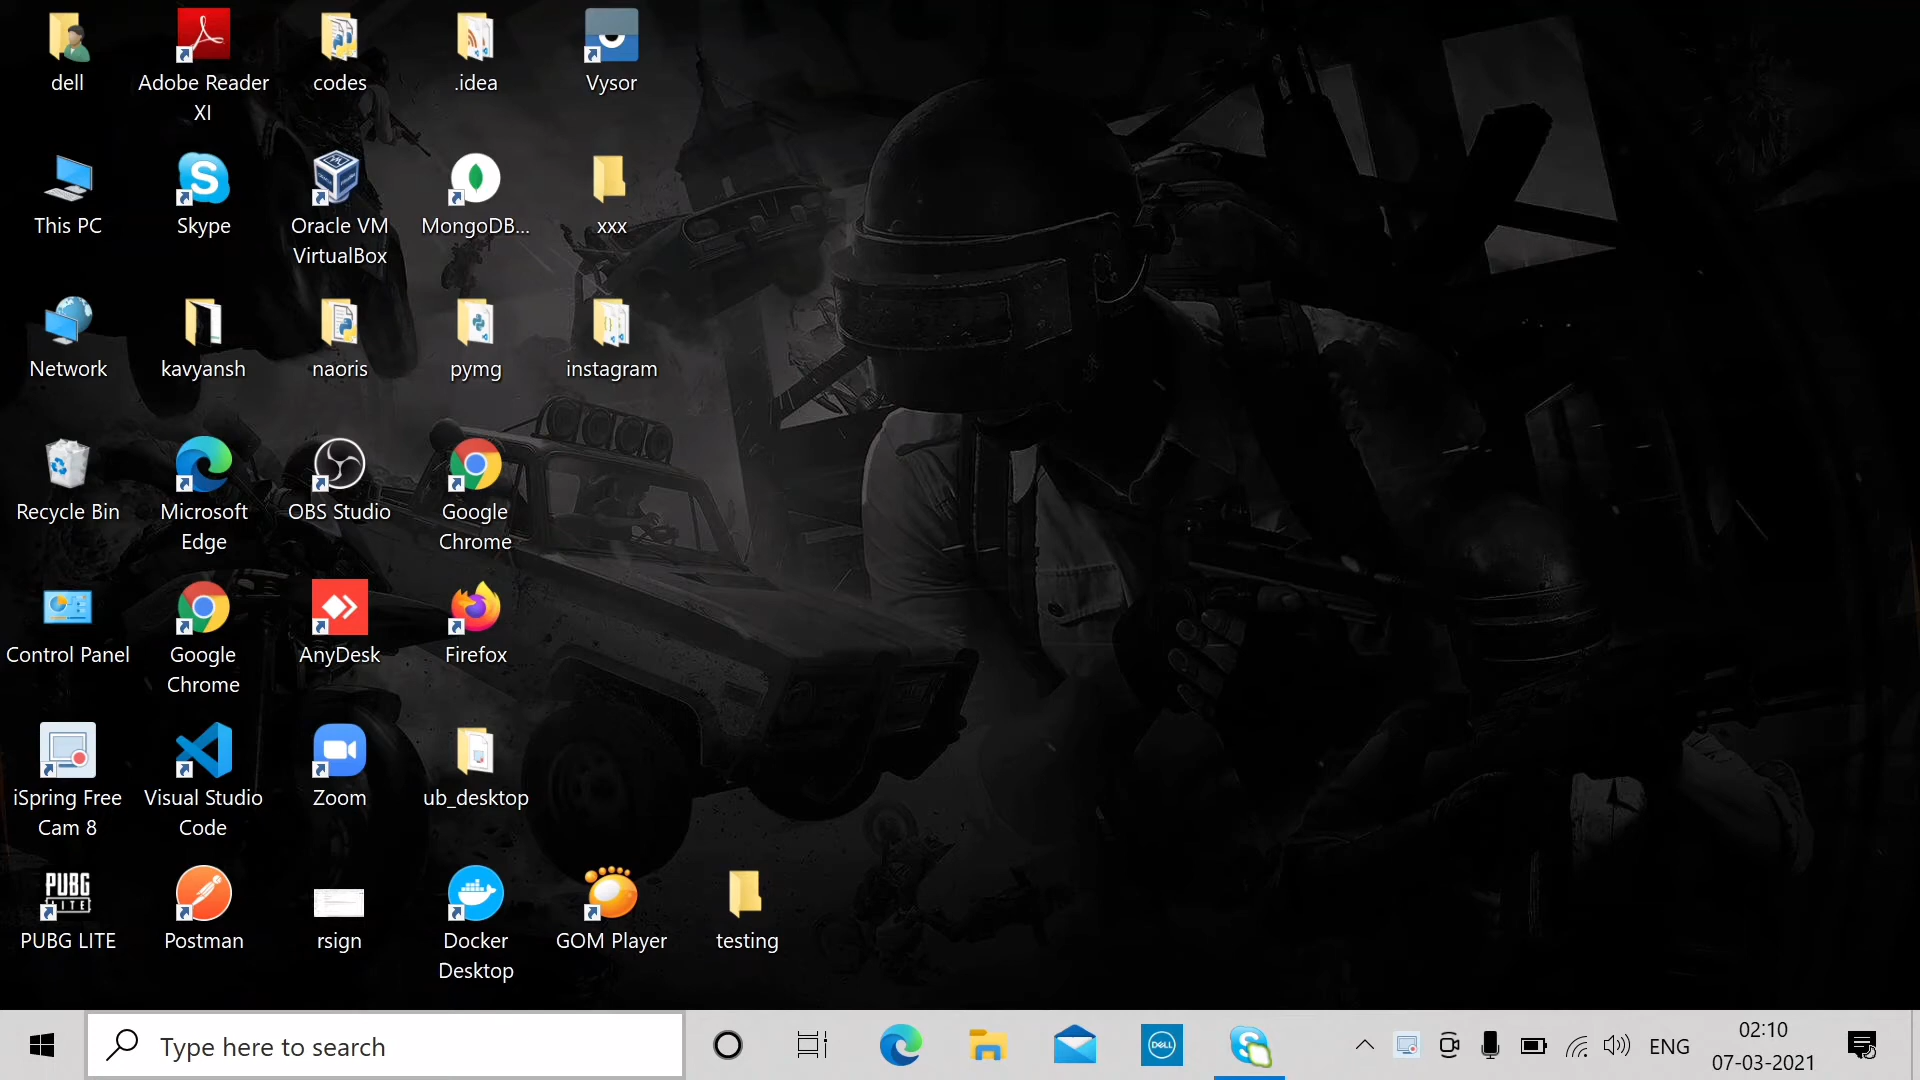 dell
Adobe Reader
XI
codes
.idea
Vysor
This PC
Skype
Oracle VM
VirtualBox
MongoDB...
xxx
Network
kavyansh
naoris
pymg
instagram
Recycle Bin
Microsoft
Edge
OBS Studio
Google
Chrome
Control Panel
Google
Chrome
AnyDesk
Firefox
iSpring Free
Cam 8
Visual Studio
Code
Zoom
ub_desktop
PUBG
LITE
PUBG LITE
Postman
rsign
Docker
Desktop
GOM Player
testing
Type here to search
DELL
ENG
02:10
07-03-2021